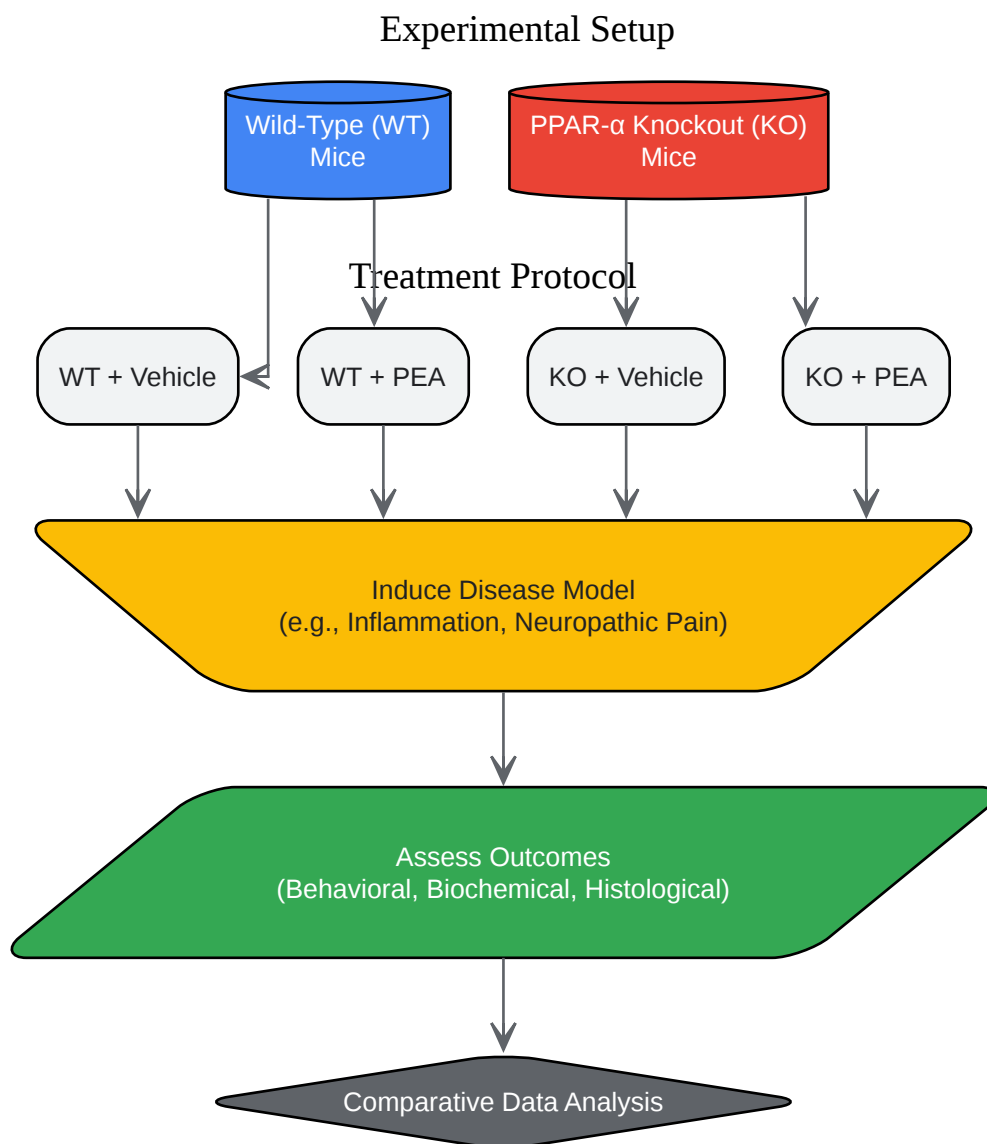 Experimental Setup
Wild-Type (WT)
Mice
PPAR-α Knockout (KO)
Mice
Treatment Protocol
WT + Vehicle
WT + PEA
KO + Vehicle
KO + PEA
Induce Disease Model
(e.g., Inflammation, Neuropathic Pain)
Assess Outcomes
(Behavioral, Biochemical, Histological)
Comparative Data Analysis